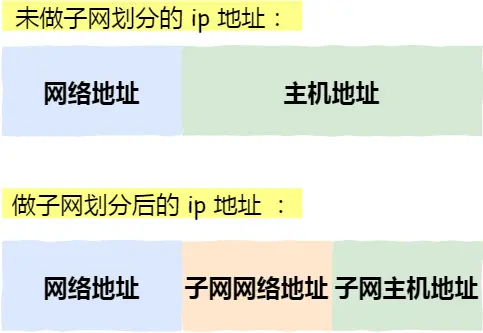 未做子网划分的 ip 地址：
网络地址 主机地址
做子网划分后的 ip 地址 ：
网络地址 子网网络地址 子网主机地址